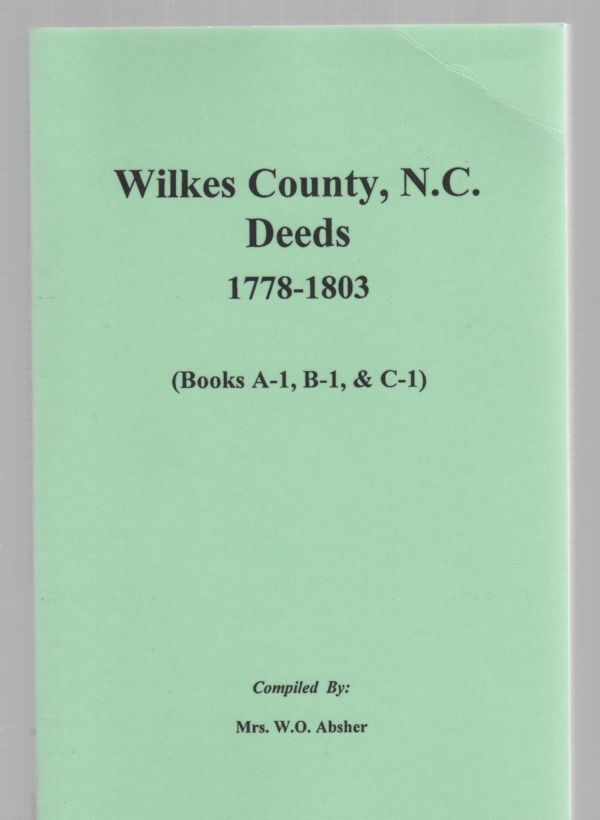 Wilkes County, N.C.
Deeds
1778-1803
(Books A-1, B-1, & C-1)
Compiled By:
Mrs. W.O. Absher